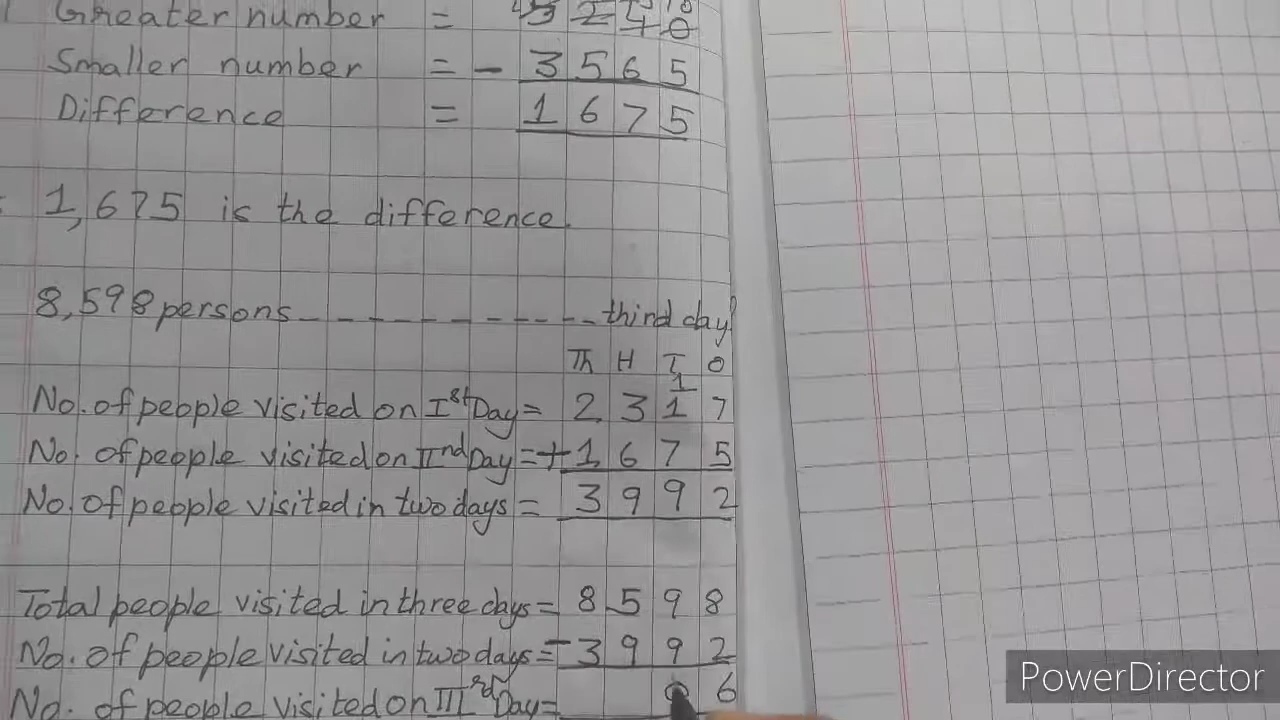 Greater number =
Smaller number = - 3 5 6 5
Difference = 1 6 7 5
1,675 is the difference.
8,598 persons - - - - - - - - third day?
Th H T O
1
No. of people visited on Ist Day = 2 3 1 7
No. of people visited on IInd Day = + 1 6 7 5
No. of people visited in two days = 3 9 9 2
Total people visited in three days = 8 5 9 8
No. of people visited in two days = - 3 9 9 2
No. of people visited on IIIrd Day = 0 6
PowerDirector